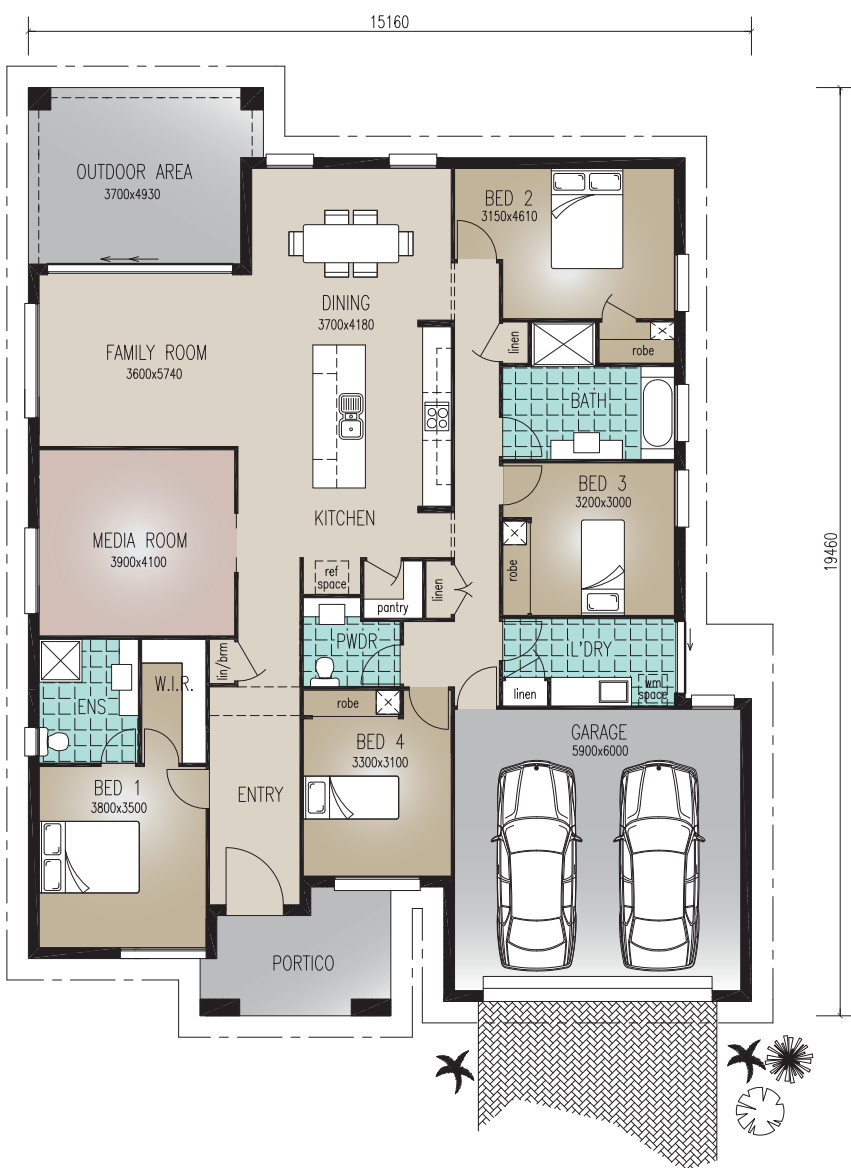 15160
OUTDOOR AREA
3700x4930
BED 2
3150x4610
DINING
3700x4180
linen
robe
FAMILY ROOM
3600x5740
BATH
BED 3
3200x3000
KITCHEN
MEDIA ROOM
3900x4100
19460
ref
space
linen
robe
pantry
PWDR
L'DRY
lin/brm
W.I.R.
wm
space
linen
ENS
robe
GARAGE
5900x6000
BED 4
3300x3100
BED 1
3800x3500
ENTRY
PORTICO